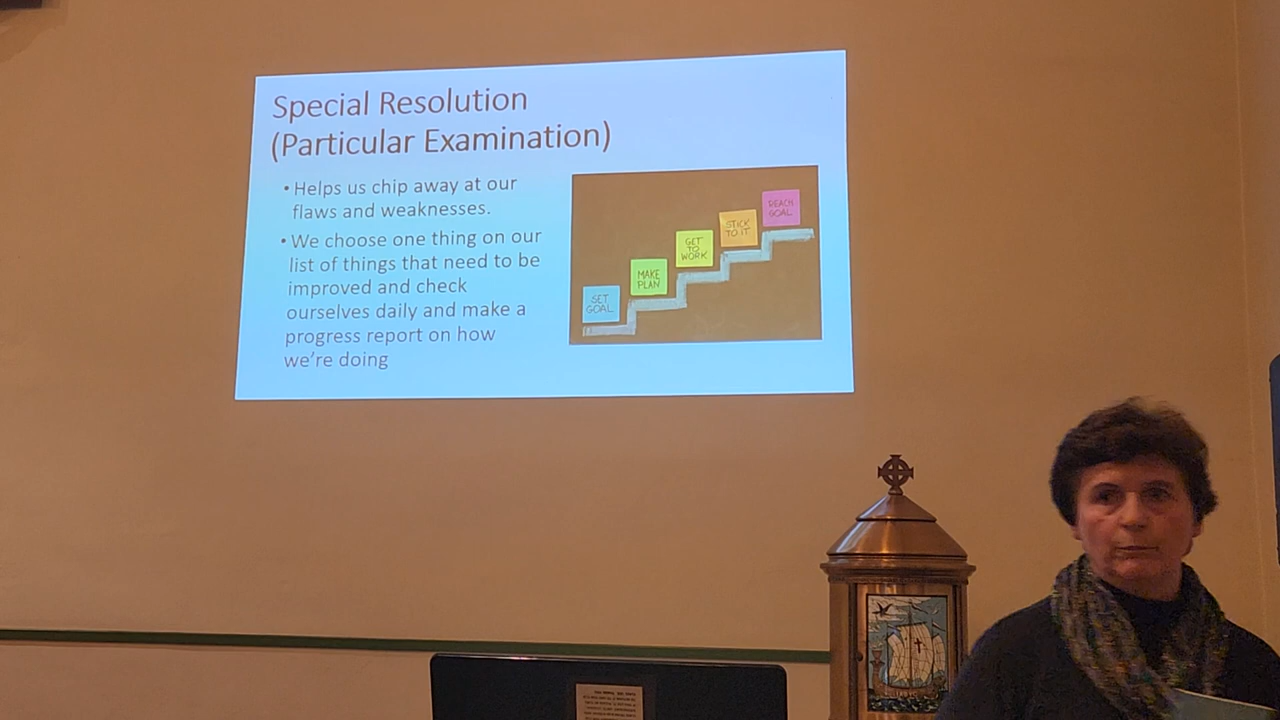 Special Resolution
(Particular Examination)
• Helps us chip away at our
flaws and weaknesses.
• We choose one thing on our
list of things that need to be
improved and check
ourselves daily and make a
progress report on how
we're doing
SET
GOAL
MAKE
PLAN
GET
TO
WORK
STICK
TO IT
REACH
GOAL